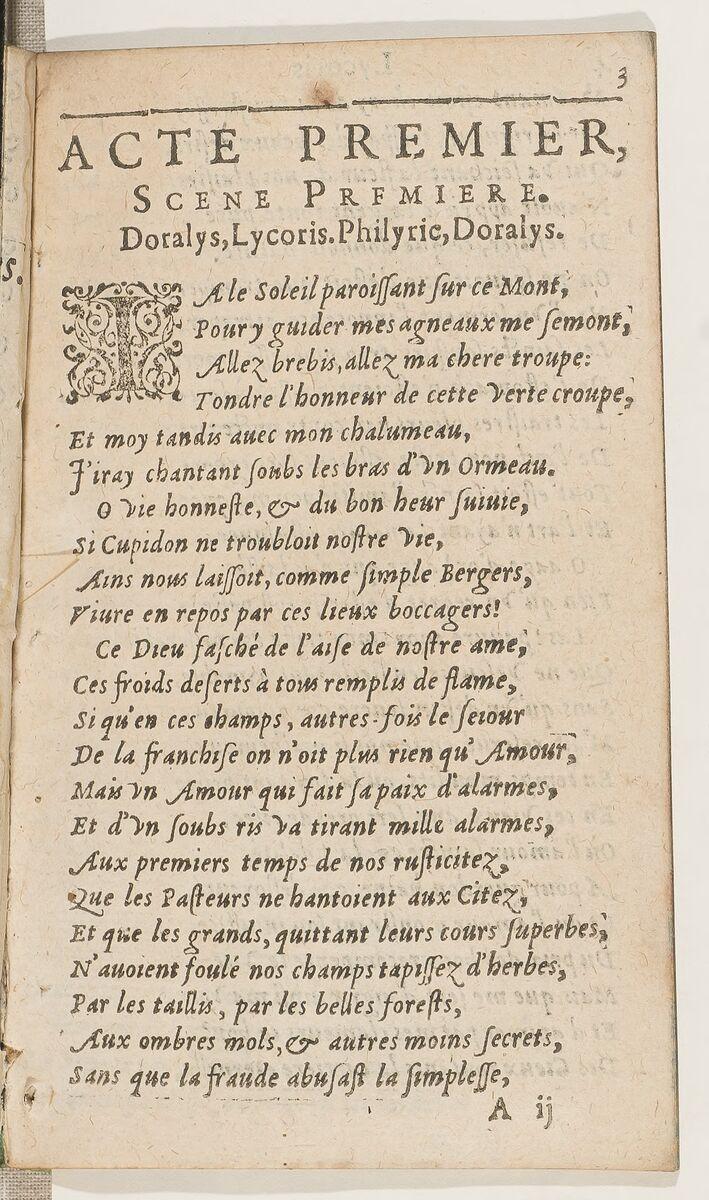 3
ACTE PREMIER,
SCENE PREMIERE.
Doralys, Lycoris. Philyric, Doralys.
IA le Soleil paroiſſant ſur ce Mont,
Pour y guider mes agneaux me ſemont,
Allez brebis, allez ma chere troupe:
Tondre l'honneur de cette verte croupe,
Et moy tandis auec mon chalumeau,
J'iray chantant ſoubs les bras d'vn Ormeau.
O vie honneſte, & du bon heur ſuiuie,
Si Cupidon ne troubloit noſtre vie,
Ains nous laiſſoit, comme ſimple Bergers,
Viure en repos par ces lieux boccagers!
Ce Dieu faſché de l'aiſe de noſtre ame,
Ces froids deſerts à tous remplis de flame,
Si qu'en ces champs, autres-fois le ſeiour
De la franchiſe on n'oit plus rien qu'Amour,
Mais vn Amour qui fait ſa paix d'alarmes,
Et d'vn ſoubs ris va tirant mille alarmes,
Aux premiers temps de nos ruſticitez,
Que les Paſteurs ne hantoient aux Citez,
Et que les grands, quittant leurs cours ſuperbes,
N'auoient foulé nos champs tapiſſez d'herbes,
Par les taillis, par les belles foreſts,
Aux ombres mols, & autres moins ſecrets,
Sans que la fraude abuſaſt la ſimpleſſe,
A ij